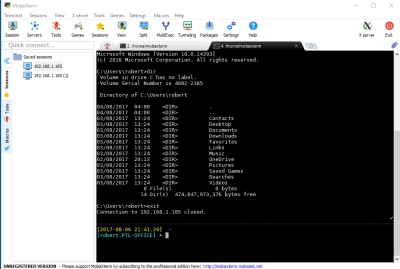 MobaXterm
Terminal Sessions View X server Tools Games Settings Macros Help
Session Servers Tools Games Sessions View Split MultiExec Tunneling Packages Settings Help X server Exit
Quick connect...
2. /home/mobaxterm
4. /home/mobaxterm
Saved sessions
192.168.1.185
192.168.1.185 (1)
Sessions
Tools
Macros
Microsoft Windows [Version 10.0.14393]
(c) 2016 Microsoft Corporation. All rights reserved.
C:\Users\robert>dir
Volume in drive C has no label.
Volume Serial Number is 4092-2385
Directory of C:\Users\robert
04/08/2017 04:00 <DIR> .
04/08/2017 04:00 <DIR> ..
03/08/2017 13:24 <DIR> Contacts
03/08/2017 13:24 <DIR> Desktop
03/08/2017 13:24 <DIR> Documents
03/08/2017 13:24 <DIR> Downloads
03/08/2017 13:24 <DIR> Favorites
03/08/2017 13:24 <DIR> Links
03/08/2017 13:24 <DIR> Music
03/08/2017 20:13 <DIR> OneDrive
03/08/2017 13:24 <DIR> Pictures
03/08/2017 13:24 <DIR> Saved Games
03/08/2017 13:24 <DIR> Searches
03/08/2017 13:24 <DIR> Videos
0 File(s) 0 bytes
14 Dir(s) 474,847,973,376 bytes free
C:\Users\robert>exit
Connection to 192.168.1.185 closed.
[2017-08-06 21:41.29] ~
[robert.PTL-OFFICE] •
UNREGISTERED VERSION - Please support MobaXterm by subscribing to the professional edition here: http://mobaxterm.mobatek.net